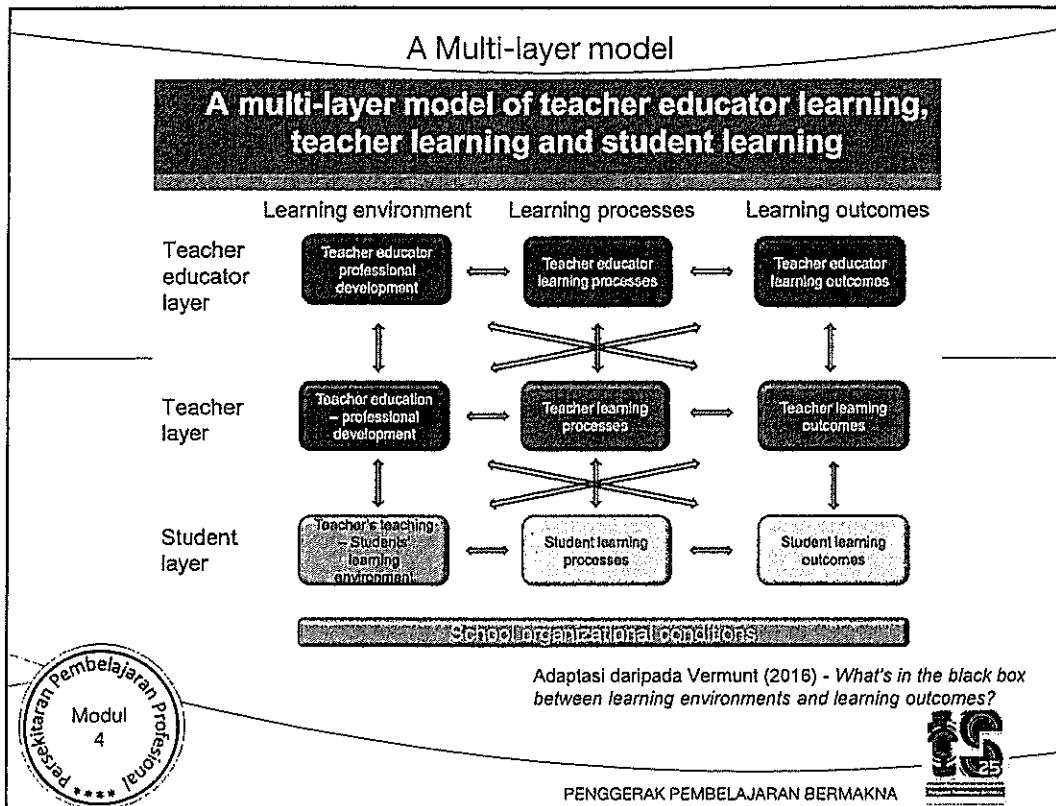 A Multi-layer model
A multi-layer model of teacher educator learning,
teacher learning and student learning
Learning environment
Learning processes
Learning outcomes
Teacher
educator
layer
Teacher educator
professional
development
Teacher educator
learning processes
Teacher educator
learning outcomes
Teacher
layer
Teacher education
– professional
development
Teacher learning
processes
Teacher learning
outcomes
Student
layer
Teacher's teaching
– Students'
learning
environment
Student learning
processes
Student learning
outcomes
School organizational conditions
Adaptasi daripada Vermunt (2016) - What's in the black box
between learning environments and learning outcomes?
Persekitaran Pembelajaran Profesional
Modul
4
****
25
PENGGERAK PEMBELAJARAN BERMAKNA